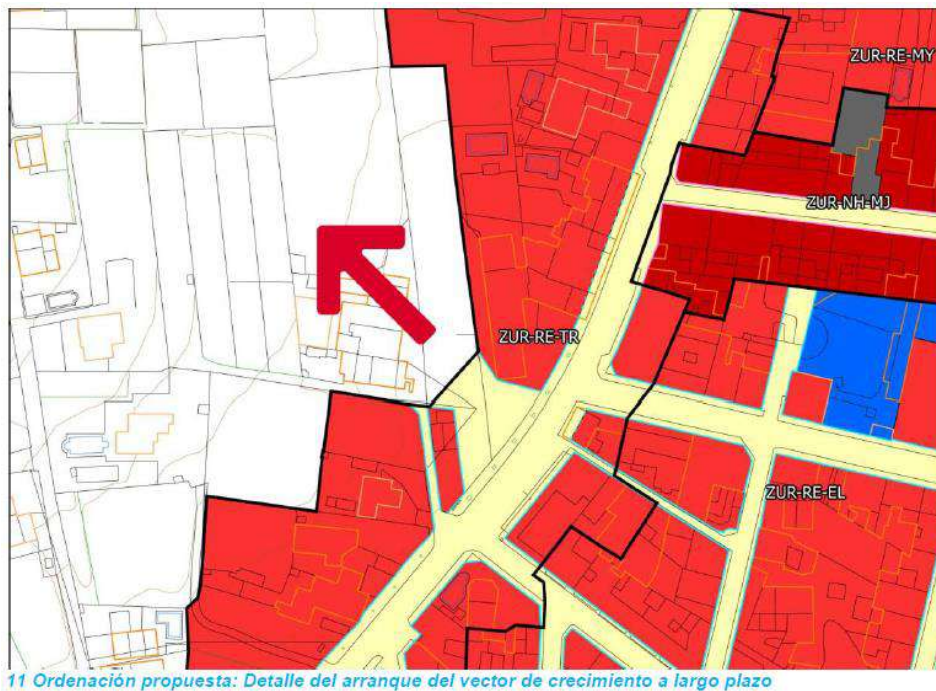 ZUR-RE-MY
ZUR-NH-MJ
ZUR-RE-TR
ZUR-RE-EL
11 Ordenación propuesta: Detalle del arranque del vector de crecimiento a largo plazo